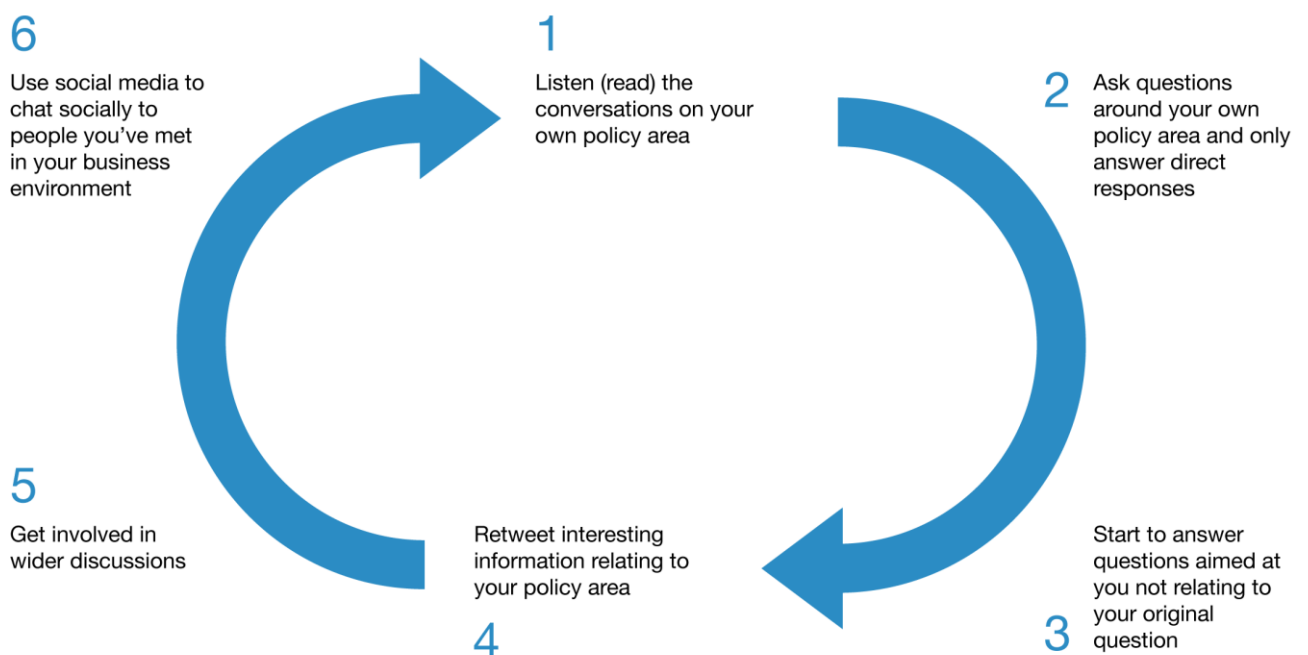 1
Listen (read) the
conversations on your
own policy area
2
Ask questions
around your own
policy area and only
answer direct
responses
3
Start to answer
questions aimed at
you not relating to
your original
question
4
Retweet interesting
information relating to
your policy area
5
Get involved in
wider discussions
6
Use social media to
chat socially to
people you've met
in your business
environment